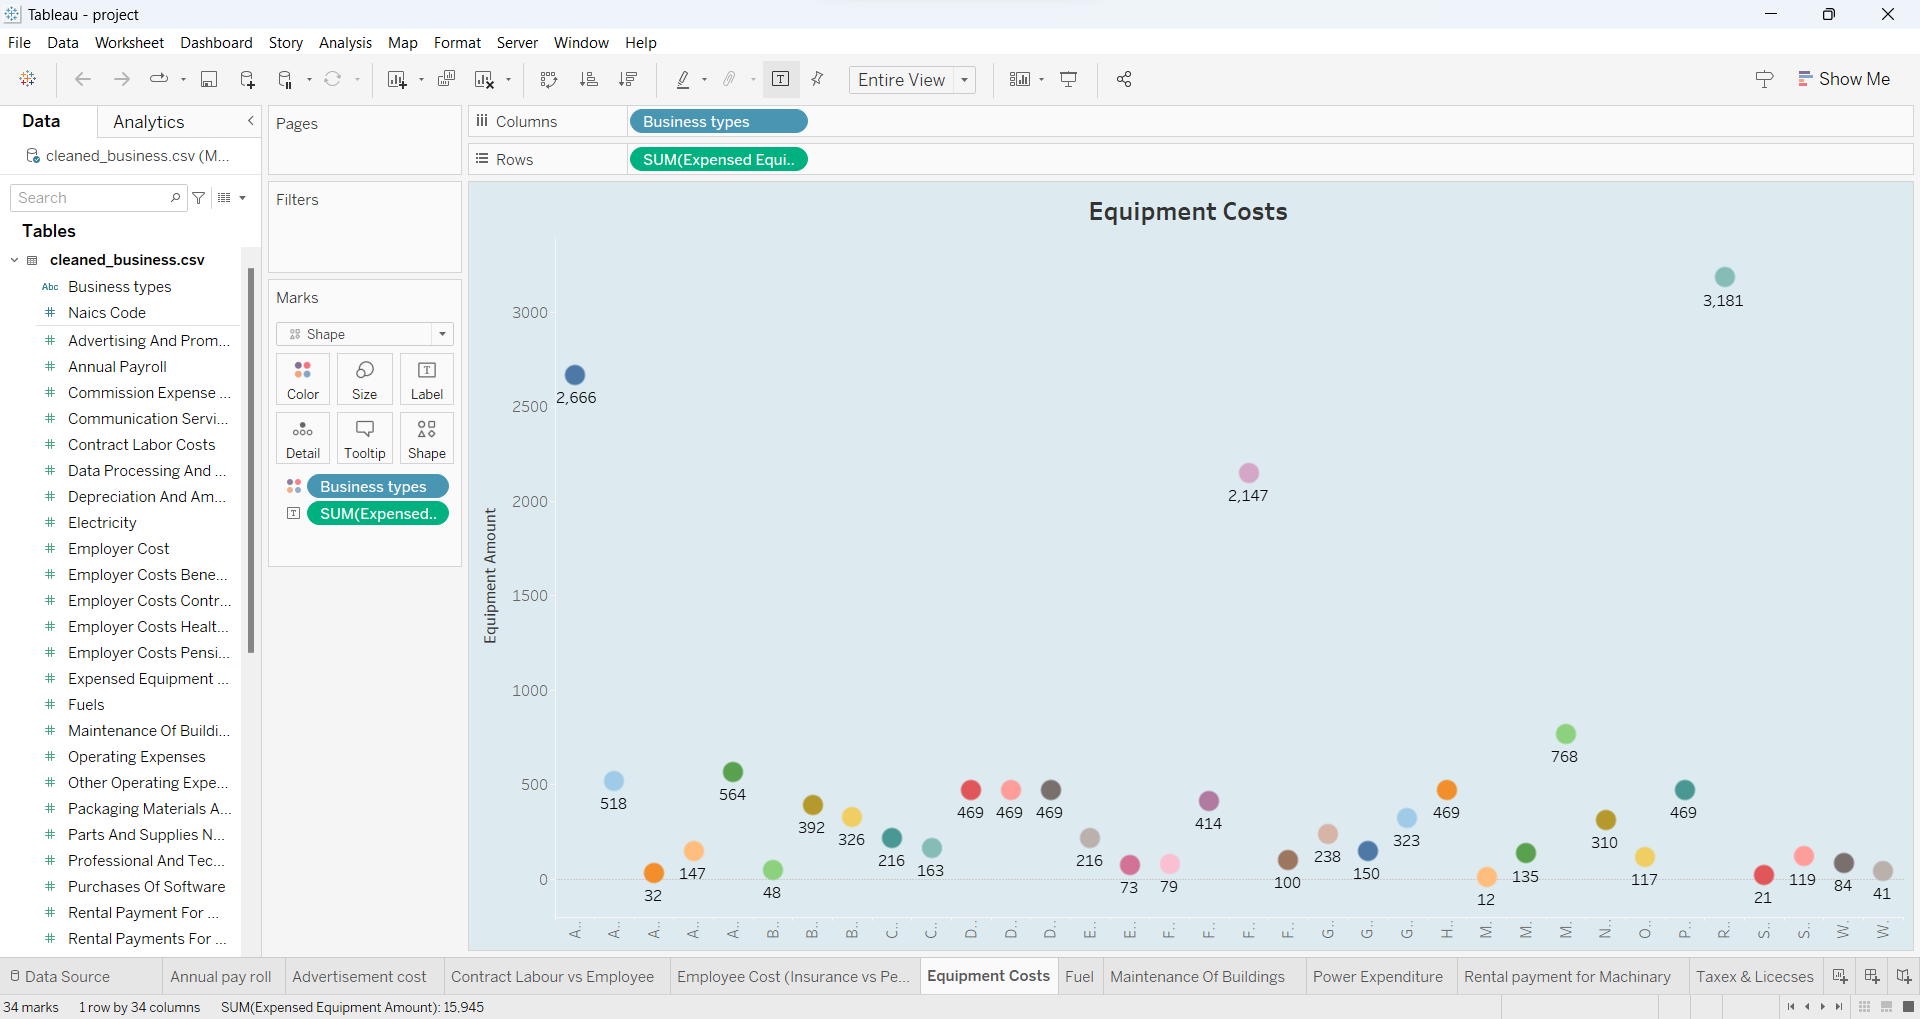 Tableau - project
File Data Worksheet Dashboard Story Analysis Map Format Server Window Help
Entire View
Show Me
Data Analytics
cleaned_business.csv (M...
Search
Tables
cleaned_business.csv
Abc Business types
# Naics Code
# Advertising And Prom...
# Annual Payroll
# Commission Expense ...
# Communication Servi...
# Contract Labor Costs
# Data Processing And ...
# Depreciation And Am...
# Electricity
# Employer Cost
# Employer Costs Bene...
# Employer Costs Contr...
# Employer Costs Healt...
# Employer Costs Pensi...
# Expensed Equipment ...
# Fuels
# Maintenance Of Buildi...
# Operating Expenses
# Other Operating Expe...
# Packaging Materials A...
# Parts And Supplies N...
# Professional And Tec...
# Purchases Of Software
# Rental Payment For ...
# Rental Payments For ...
Pages
Filters
Marks
Shape
Color Size Label
Detail Tooltip Shape
Business types
SUM(Expensed..
Columns Business types
Rows SUM(Expensed Equi..
Equipment Costs
Equipment Amount
3000
2500
2000
1500
1000
500
0
2,666
518
32
147
564
48
392
326
216
163
469
469
469
216
73
79
414
2,147
100
238
150
323
469
12
135
768
310
117
469
3,181
21
119
84
41
A.. A.. A.. A.. A.. B.. B.. B.. C.. C.. D.. D.. D.. E.. E.. F.. F.. F.. F.. G.. G.. G.. H.. M.. M.. M.. N.. O.. P.. R.. S.. S.. W.. W..
Data Source Annual pay roll Advertisement cost Contract Labour vs Employee Employee Cost (Insurance vs Pe... Equipment Costs Fuel Maintenance Of Buildings Power Expenditure Rental payment for Machinary Taxex & Licecses
34 marks 1 row by 34 columns SUM(Expensed Equipment Amount): 15,945